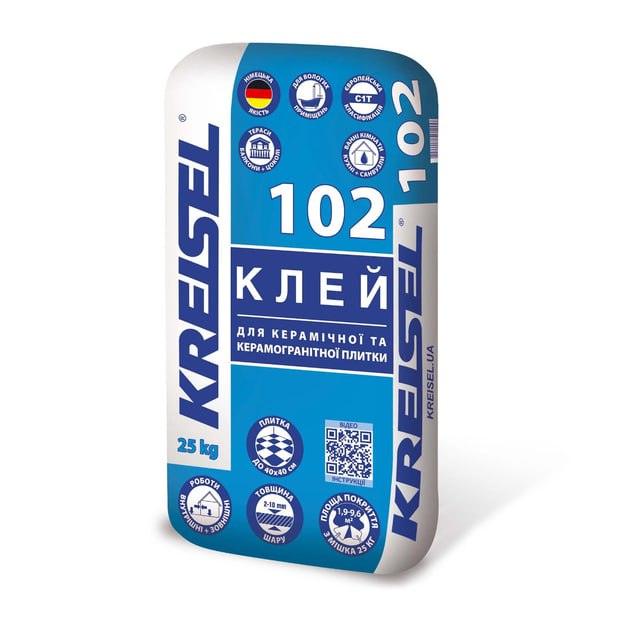 KREISEL
®
25 kg
НІМЕЦЬКА
ЯКІСТЬ
ДЛЯ ВОЛОГИХ
ПРИМІЩЕНЬ
ЄВРОПЕЙСЬКА
C1T
КЛАСИФІКАЦІЯ
ТЕРАСИ
БАЛКОНИ + ЦОКОЛІ
ВАННІ КІМНАТИ
КУХНІ + САНВУЗЛИ
102
КЛЕЙ
ДЛЯ КЕРАМІЧНОЇ ТА
КЕРАМОГРАНІТНОЇ ПЛИТКИ
ПЛИТКА
ДО 40х40 СМ
ВІДЕО
ІНСТРУКЦІЇ
РОБОТИ
ВНУТРІШНІ + ЗОВНІШНІ
ТОВЩИНА
2-10 mm
ШАРУ
ПЛОЩА ПОКРИТТЯ
1,9-9,6
м²
З МІШКА 25 КГ
102
KREISEL
®
KREISEL.UA